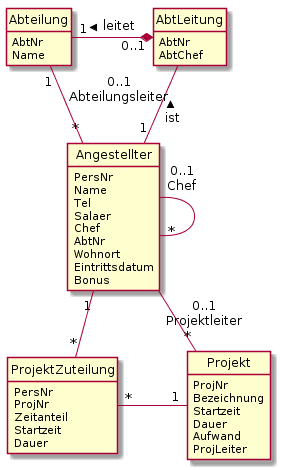 Abteilung
AbtNr
Name
1 ◄ leitet
0..1
AbtLeitung
AbtNr
AbtChef
1
*
0..1
Abteilungsleiter
1
▲
ist
Angestellter
PersNr
Name
Tel
Salaer
Chef
AbtNr
Wohnort
Eintrittsdatum
Bonus
0..1
Chef
*
1
*
0..1
Projektleiter
*
ProjektZuteilung
PersNr
ProjNr
Zeitanteil
Startzeit
Dauer
* 1
Projekt
ProjNr
Bezeichnung
Startzeit
Dauer
Aufwand
ProjLeiter